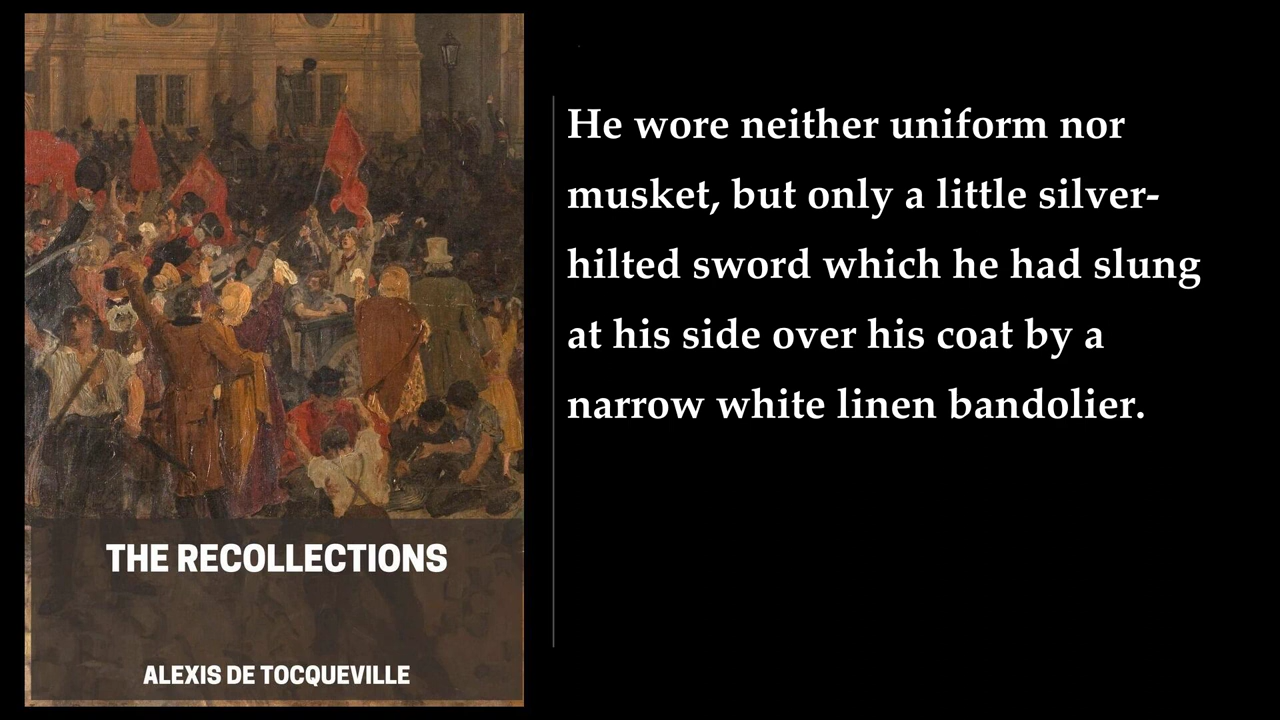 He wore neither uniform nor
musket, but only a little silver-
hilted sword which he had slung
at his side over his coat by a
narrow white linen bandolier.
THE RECOLLECTIONS
ALEXIS DE TOCQUEVILLE